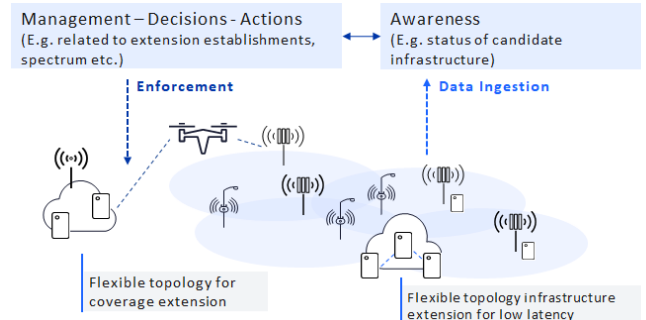 Management – Decisions - Actions
(E.g. related to extension establishments,
spectrum etc.)
Awareness
(E.g. status of candidate
infrastructure)
Enforcement
Data Ingestion
Flexible topology for
coverage extension
Flexible topology infrastructure
extension for low latency